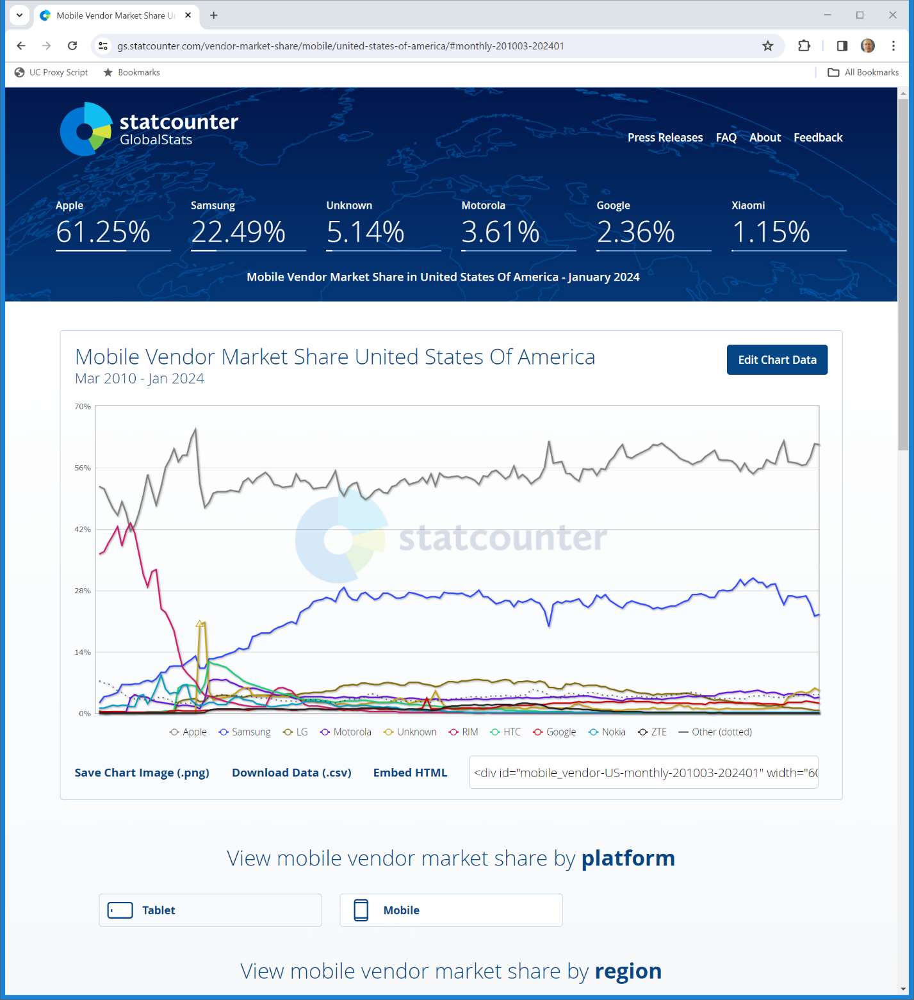 Mobile Vendor Market Share Ur
gs.statcounter.com/vendor-market-share/mobile/united-states-of-america/#monthly-201003-202401
UC Proxy Script Bookmarks All Bookmarks
statcounter
GlobalStats
Press Releases FAQ About Feedback
Apple Samsung Unknown Motorola Google Xiaomi
61.25% 22.49% 5.14% 3.61% 2.36% 1.15%
Mobile Vendor Market Share in United States Of America - January 2024
Mobile Vendor Market Share United States Of America
Mar 2010 - Jan 2024
Edit Chart Data
70%
56%
42%
statcounter
28%
14%
0%
Apple Samsung LG Motorola Unknown RIM HTC Google Nokia ZTE Other (dotted)
Save Chart Image (.png) Download Data (.csv) Embed HTML <div id="mobile_vendor-US-monthly-201003-202401" width="60
View mobile vendor market share by platform
Tablet Mobile
View mobile vendor market share by region